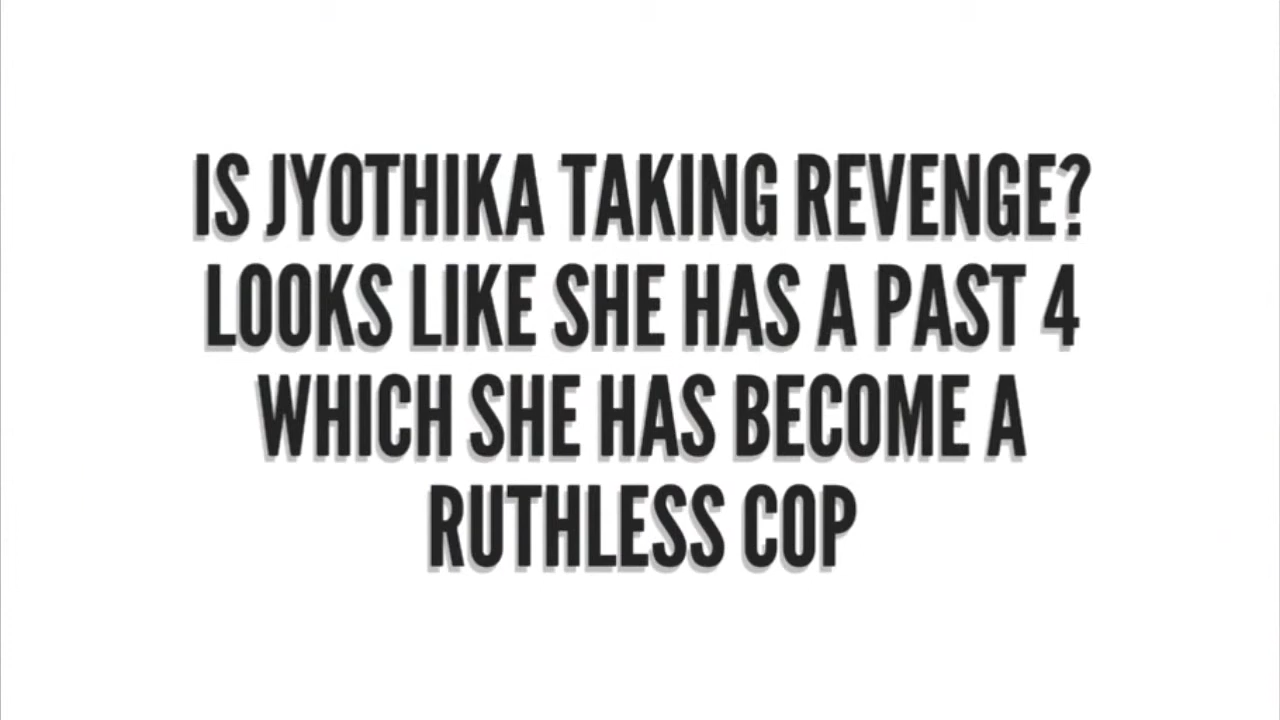 IS JYOTHIKA TAKING REVENGE?
LOOKS LIKE SHE HAS A PAST 4
WHICH SHE HAS BECOME A
RUTHLESS COP